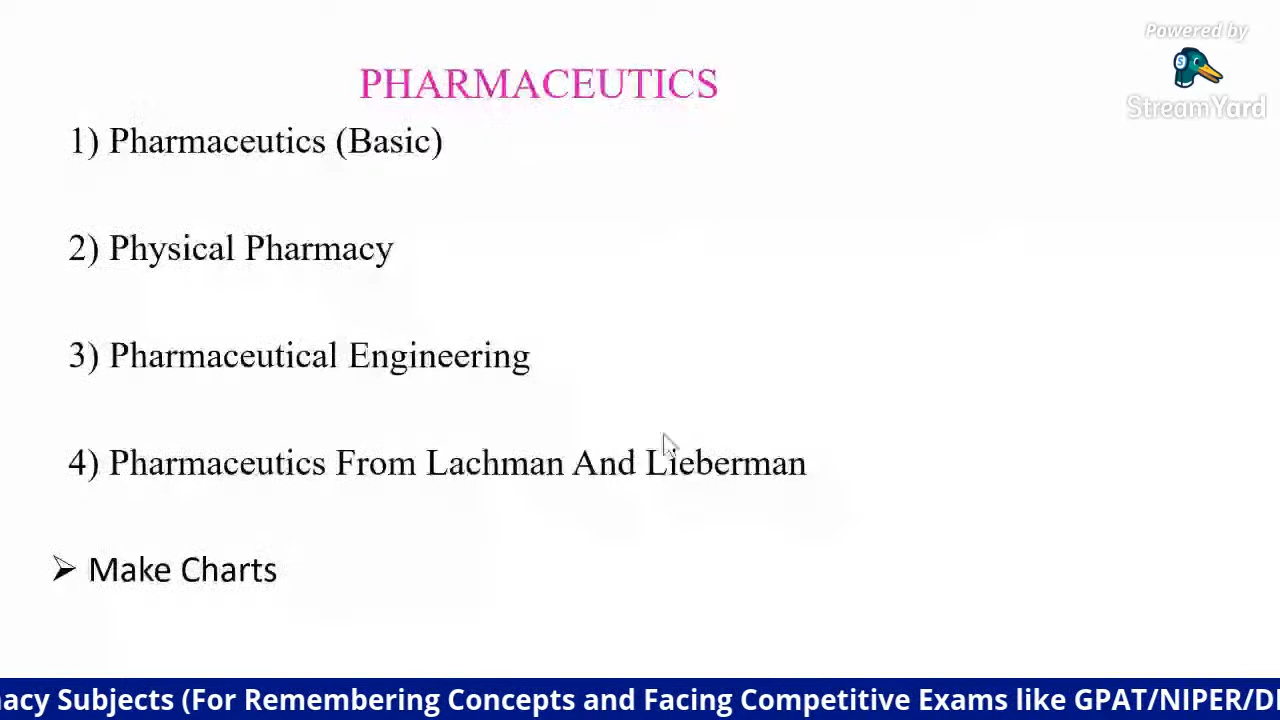 Powered by
StreamYard
PHARMACEUTICS
1) Pharmaceutics (Basic)
2) Physical Pharmacy
3) Pharmaceutical Engineering
4) Pharmaceutics From Lachman And Lieberman
➢ Make Charts
Subjects (For Remembering Concepts and Facing Competitive Exams like GPAT/NIPER/